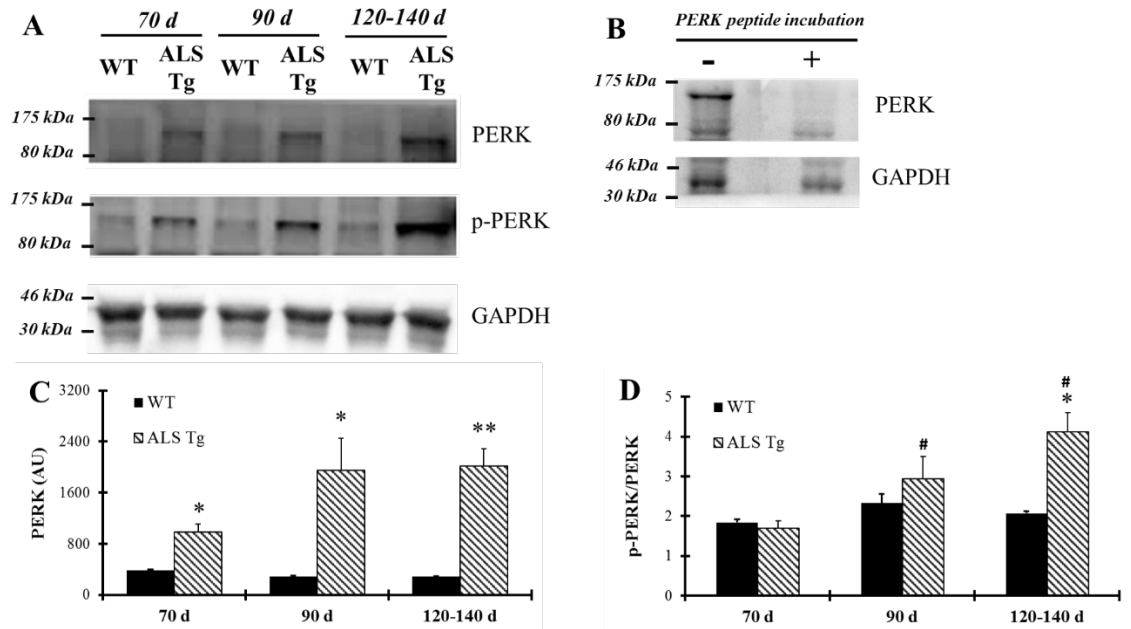 A
70 d
90 d
120-140 d
WT
ALS
Tg
WT
ALS
Tg
WT
ALS
Tg
175 kDa
80 kDa
PERK
175 kDa
80 kDa
p-PERK
46 kDa
30 kDa
GAPDH
B
PERK peptide incubation
- +
175 kDa
80 kDa
PERK
46 kDa
30 kDa
GAPDH
C
PERK (AU)
3200
2400
1600
800
0
WT
ALS Tg
*
*
**
70 d
90 d
120-140 d
D
p-PERK/PERK
5
4
3
2
1
0
WT
ALS Tg
#
#
*
70 d
90 d
120-140 d